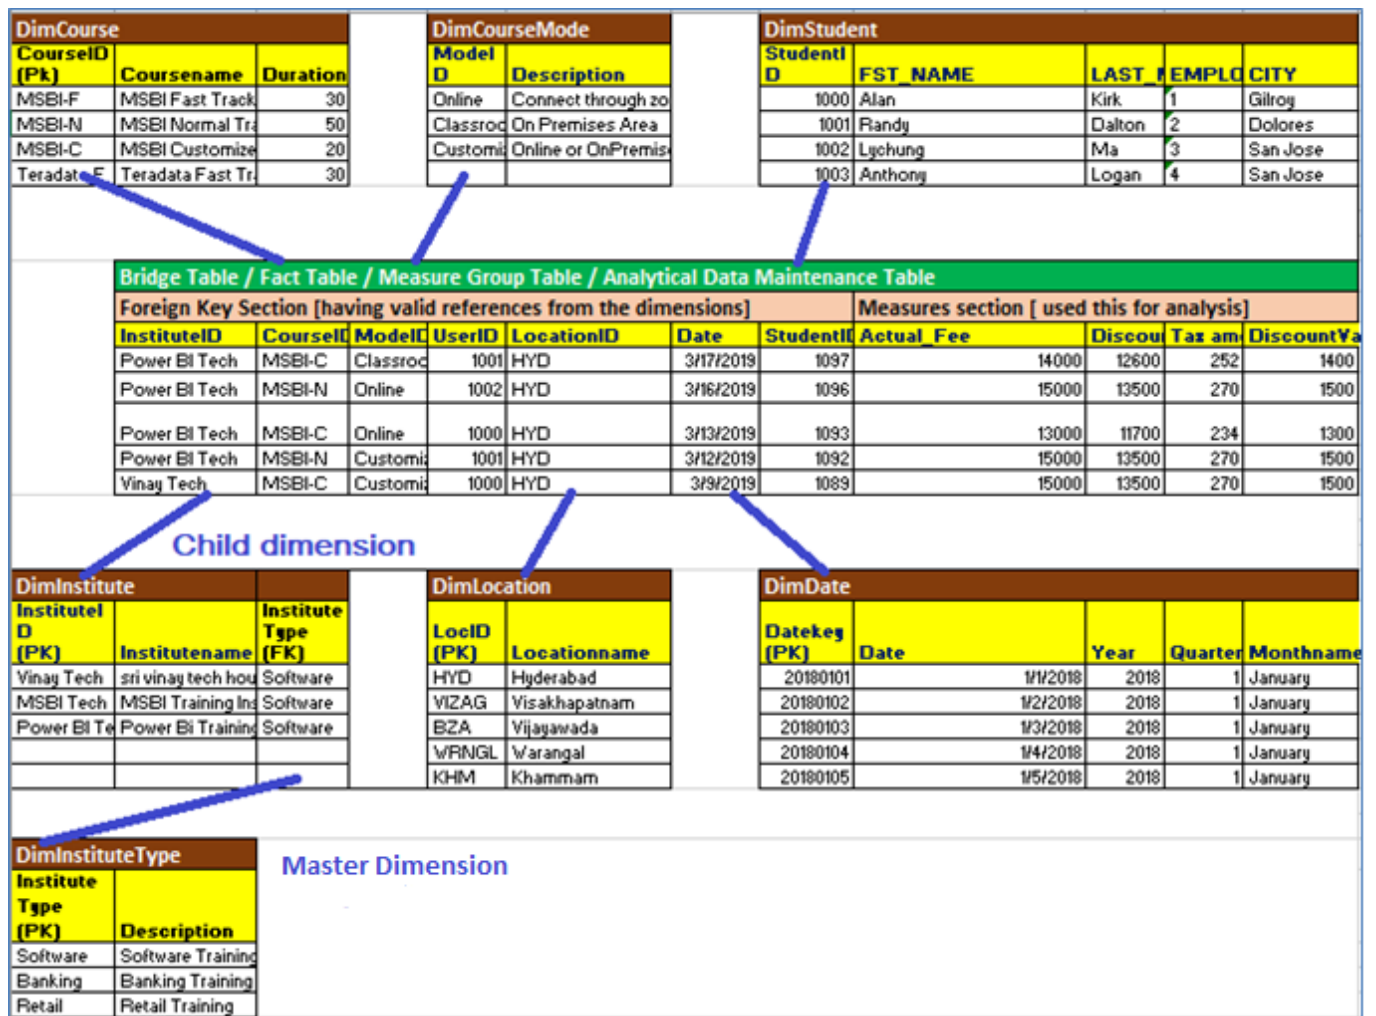 DimCourse DimCourseMode DimStudent
CourseID (Pk) Coursename Duration ModeI D Description StudentI D FST_NAME LAST_N EMPLO CITY
MSBI-F MSBI Fast Track 30 Online Connect through zo 1000 Alan Kirk 1 Gilroy
MSBI-N MSBI Normal Tra 50 Classroo On Premises Area 1001 Randy Dalton 2 Dolores
MSBI-C MSBI Customize 20 Customi: Online or OnPremise 1002 Lychung Ma 3 San Jose
Teradata-F Teradata Fast Tr 30 1003 Anthony Logan 4 San Jose
Bridge Table / Fact Table / Measure Group Table / Analytical Data Maintenance Table
Foreign Key Section [having valid references from the dimensions] Measures section [ used this for analysis]
InstituteID CourseID ModeID UserID LocationID Date StudentID Actual_Fee Discou Tax am DiscountVa
Power BI Tech MSBI-C Classroo 1001 HYD 3/17/2019 1097 14000 12600 252 1400
Power BI Tech MSBI-N Online 1002 HYD 3/16/2019 1096 15000 13500 270 1500
Power BI Tech MSBI-C Online 1000 HYD 3/13/2019 1093 13000 11700 234 1300
Power BI Tech MSBI-N Customi: 1001 HYD 3/12/2019 1092 15000 13500 270 1500
Vinay Tech MSBI-C Customi: 1000 HYD 3/9/2019 1089 15000 13500 270 1500
Child dimension
DimInstitute DimLocation DimDate
InstituteI D (PK) Institutename Institute Type (FK) LocID (PK) Locationname Datekey (PK) Date Year Quarter Monthname
Vinay Tech sri vinay tech hou Software HYD Hyderabad 20180101 1/1/2018 2018 1 January
MSBI Tech MSBI Training Ins Software VIZAG Visakhapatnam 20180102 1/2/2018 2018 1 January
Power BI Te Power Bi Training Software BZA Vijayawada 20180103 1/3/2018 2018 1 January
WRNGL Warangal 20180104 1/4/2018 2018 1 January
KHM Khammam 20180105 1/5/2018 2018 1 January
DimInstituteType
Master Dimension
Institute Type (PK) Description
Software Software Training
Banking Banking Training
Retail Retail Training